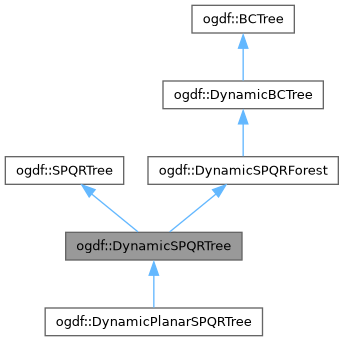 ogdf::BCTree
ogdf::DynamicBCTree
ogdf::SPQRTree
ogdf::DynamicSPQRForest
ogdf::DynamicSPQRTree
ogdf::DynamicPlanarSPQRTree